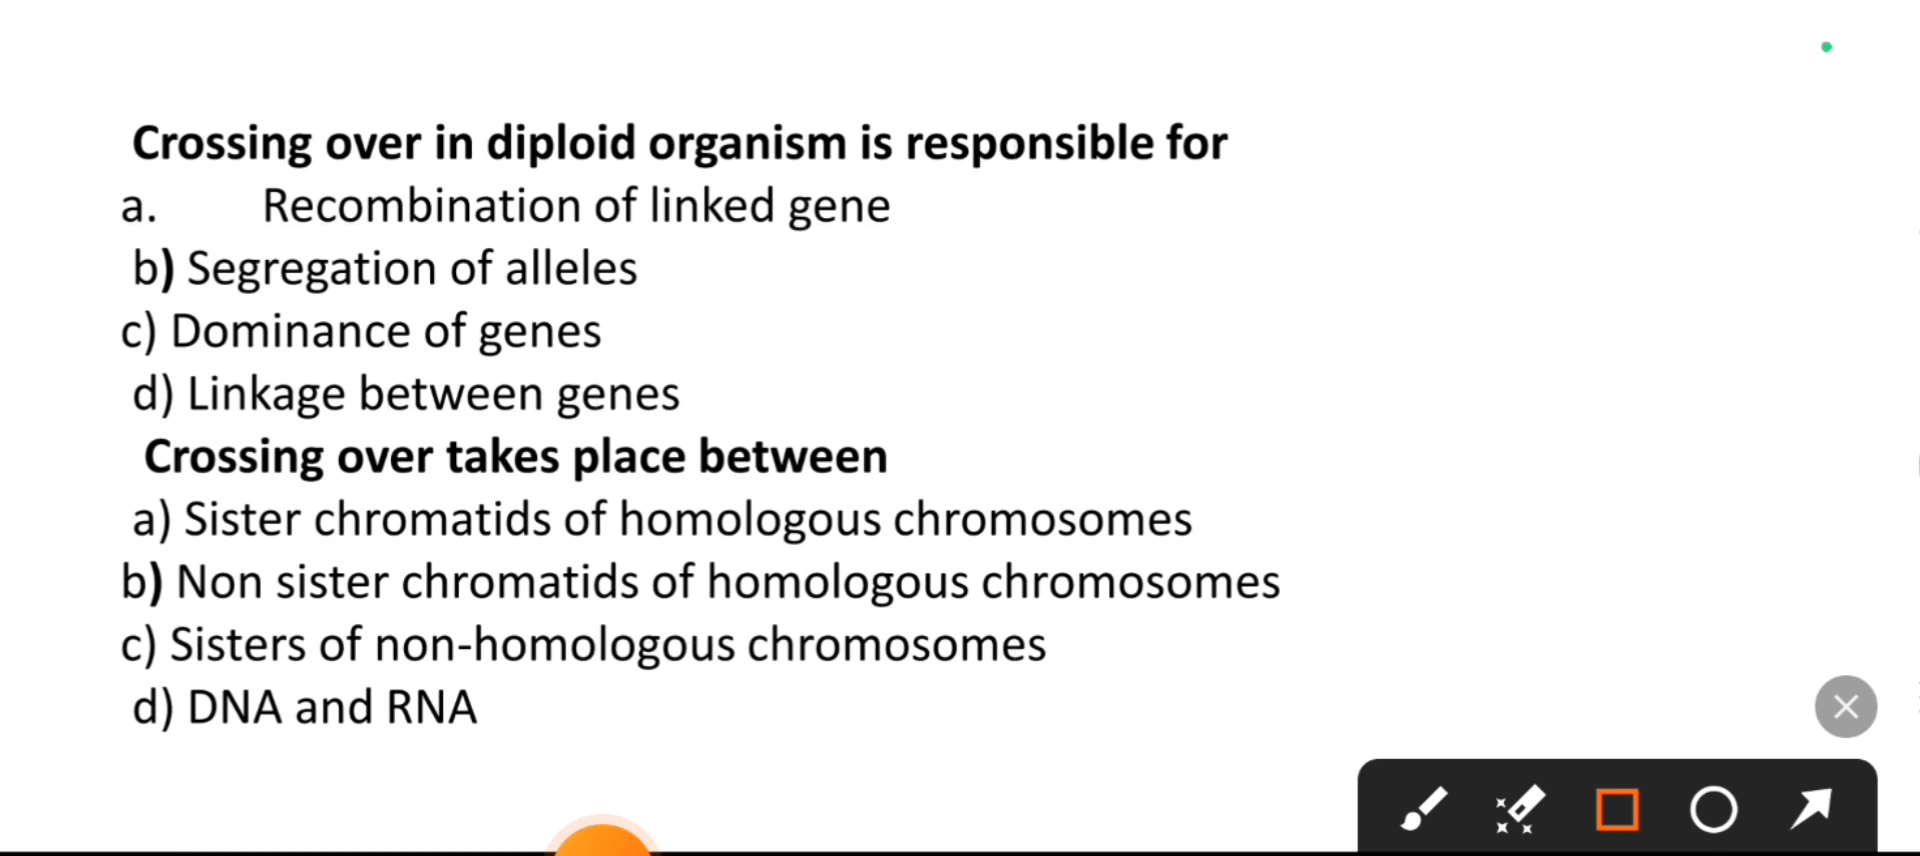 Crossing over in diploid organism is responsible for
a. Recombination of linked gene
b) Segregation of alleles
c) Dominance of genes
d) Linkage between genes
Crossing over takes place between
a) Sister chromatids of homologous chromosomes
b) Non sister chromatids of homologous chromosomes
c) Sisters of non-homologous chromosomes
d) DNA and RNA